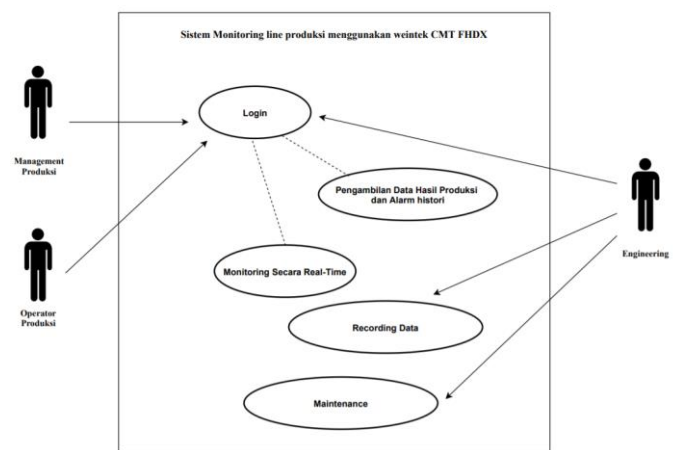 Sistem Monitoring line produksi menggunakan weintek CMT FHDX
Login
Management
Produksi
Pengambilan Data Hasil Produksi
dan Alarm histori
Engineering
Monitoring Secara Real-Time
Operator
Produksi
Recording Data
Maintenance